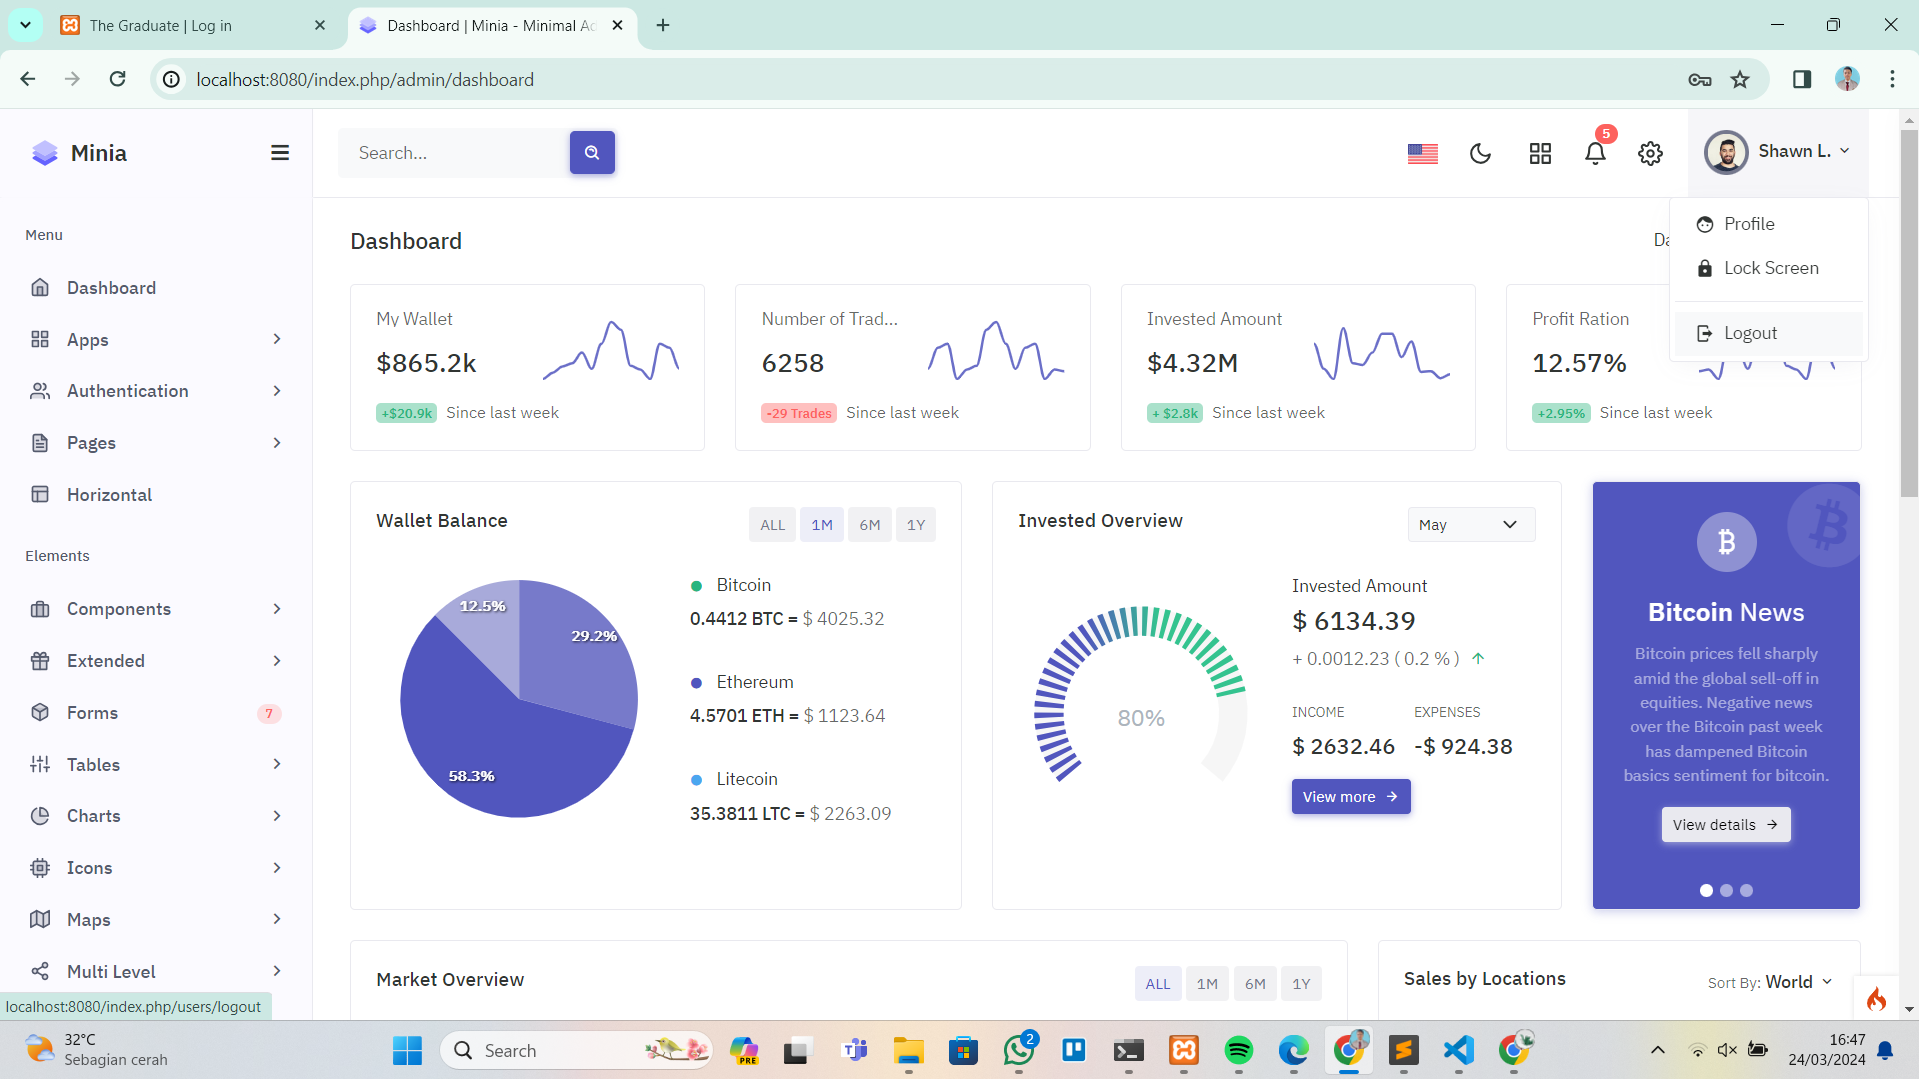 The Graduate | Log in
Dashboard | Minia - Minimal Ad
localhost:8080/index.php/admin/dashboard
Minia
Search...
5
Shawn L.
Profile
Lock Screen
Logout
Menu
Dashboard
Apps
Authentication
Pages
Horizontal
Elements
Components
Extended
Forms
7
Tables
Charts
Icons
Maps
Multi Level
localhost:8080/index.php/users/logout
Dashboard
Da
My Wallet
$865.2k
+$20.9k Since last week
Number of Trad...
6258
-29 Trades Since last week
Invested Amount
$4.32M
+ $2.8k Since last week
Profit Ration
12.57%
+2.95% Since last week
Wallet Balance
ALL 1M 6M 1Y
12.5%
29.2%
58.3%
Bitcoin
0.4412 BTC = $ 4025.32
Ethereum
4.5701 ETH = $ 1123.64
Litecoin
35.3811 LTC = $ 2263.09
Invested Overview
May
80%
Invested Amount
$ 6134.39
+ 0.0012.23 ( 0.2 % )
INCOME EXPENSES
$ 2632.46 -$ 924.38
View more
Bitcoin News
Bitcoin prices fell sharply
amid the global sell-off in
equities. Negative news
over the Bitcoin past week
has dampened Bitcoin
basics sentiment for bitcoin.
View details
Market Overview
ALL 1M 6M 1Y
Sales by Locations
Sort By: World
32°C
Sebagian cerah
Search
PRE
2
16:47
24/03/2024